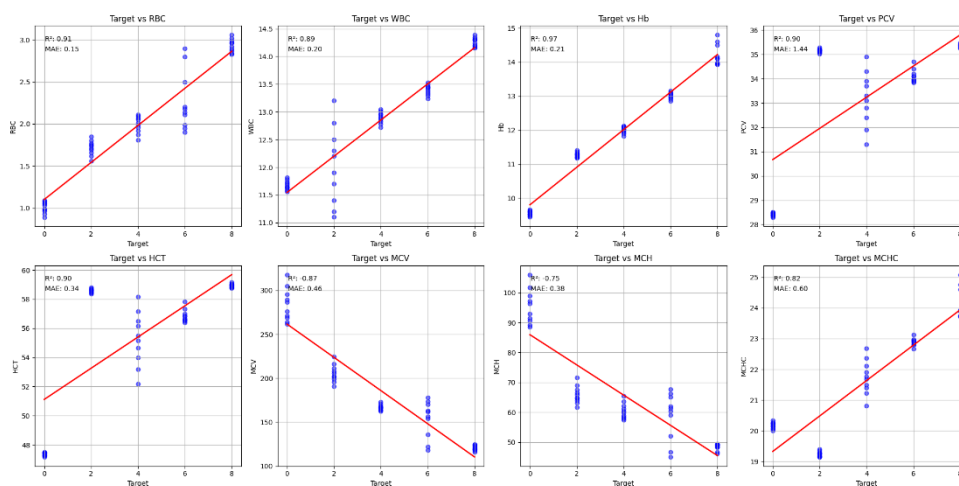 Target vs RBC
R²: 0.91
MAE: 0.15
RBC
3.0
2.5
2.0
1.5
1.0
0 2 4 6 8
Target
Target vs WBC
R²: 0.89
MAE: 0.20
WBC
14.5
14.0
13.5
13.0
12.5
12.0
11.5
11.0
0 2 4 6 8
Target
Target vs Hb
R²: 0.97
MAE: 0.21
Hb
15
14
13
12
11
10
0 2 4 6 8
Target
Target vs PCV
R²: 0.90
MAE: 1.44
PCV
36
35
34
33
32
31
30
29
28
0 2 4 6 8
Target
Target vs HCT
R²: 0.90
MAE: 0.34
HCT
60
58
56
54
52
50
48
0 2 4 6 8
Target
Target vs MCV
R²: -0.87
MAE: 0.46
MCV
300
250
200
150
100
0 2 4 6 8
Target
Target vs MCH
R²: -0.75
MAE: 0.38
MCH
100
90
80
70
60
50
0 2 4 6 8
Target
Target vs MCHC
R²: 0.82
MAE: 0.60
MCHC
25
24
23
22
21
20
19
0 2 4 6 8
Target